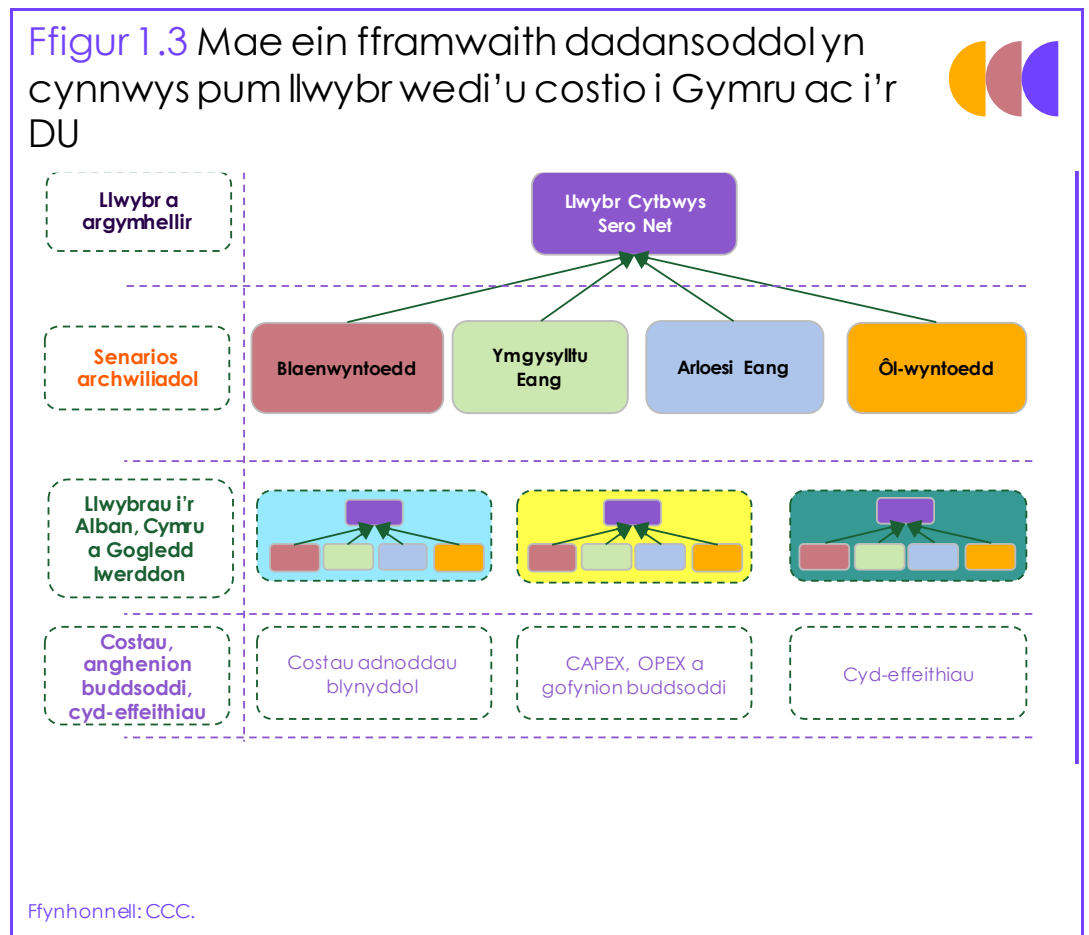 Ffigur 1.3 Mae ein fframwaith dadansoddol yn
cynnwys pum llwybr wedi’u costio i Gymru ac i’r
DU
Llwybr a
argymhellir
Llwybr Cytbwys
Sero Net
Senarios
archwiliadol
Blaenwyntoedd
Ymgysylltu
Eang
Arloesi Eang
Ôl-wyntoedd
Llwybrau i’r
Alban, Cymru
a Gogledd
Iwerddon
Costau,
anghenion
buddsoddi,
cyd-effeithiau
Costau adnoddau
blynyddol
CAPEX, OPEX a
gofynion buddsoddi
Cyd-effeithiau
Ffynhonnell: CCC.